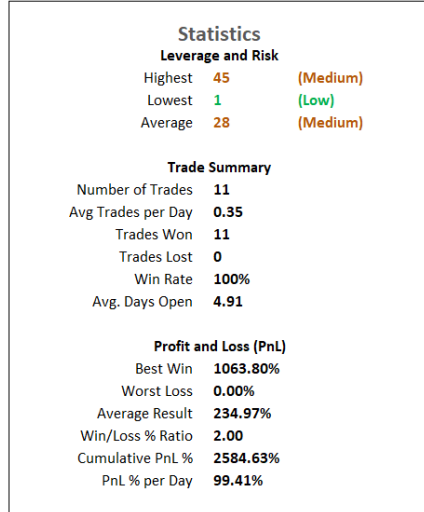 Statistics
Leverage and Risk
Highest 45 (Medium)
Lowest 1 (Low)
Average 28 (Medium)
Trade Summary
Number of Trades 11
Avg Trades per Day 0.35
Trades Won 11
Trades Lost 0
Win Rate 100%
Avg. Days Open 4.91
Profit and Loss (PnL)
Best Win 1063.80%
Worst Loss 0.00%
Average Result 234.97%
Win/Loss % Ratio 2.00
Cumulative PnL % 2584.63%
PnL % per Day 99.41%